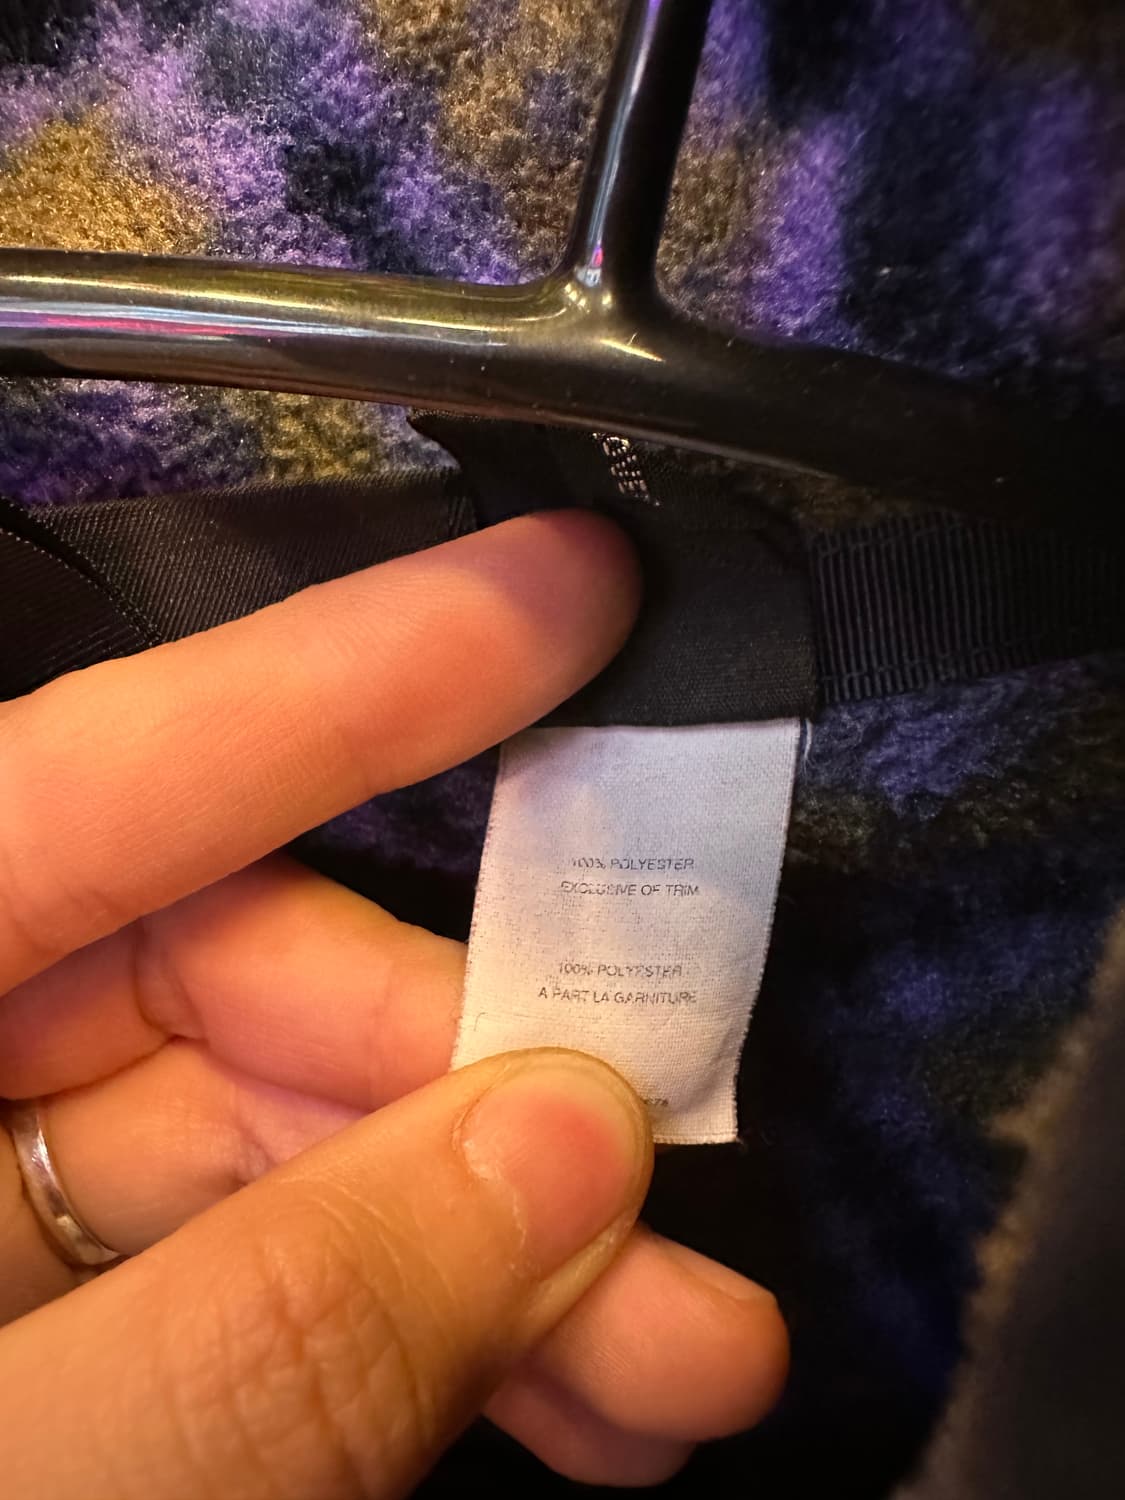 100% POLYESTER
EXCLUSIVE OF TRIM
100% POLYESTER
A PART LA GARNITURE